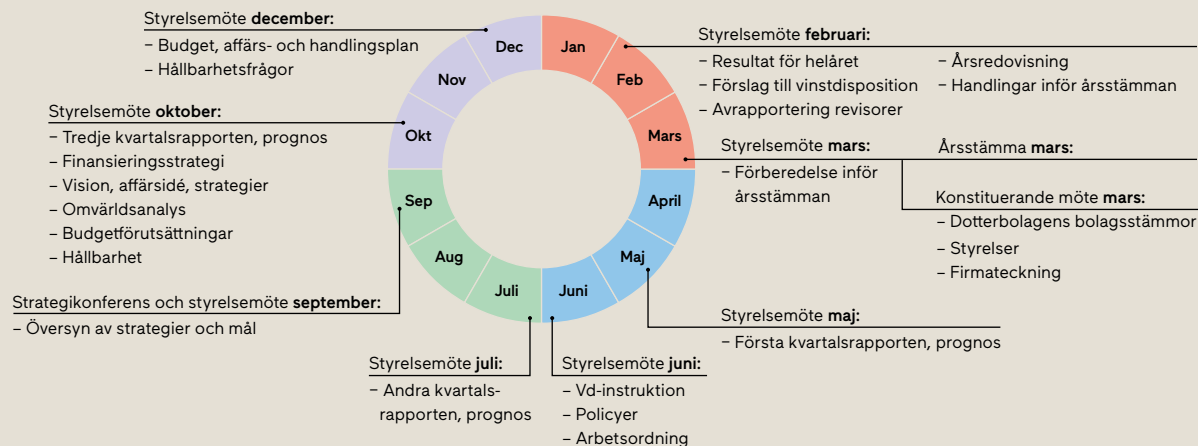 Styrelsemöte december:
– Budget, affärs- och handlingsplan
– Hållbarhetsfrågor
Styrelsemöte oktober:
– Tredje kvartalsrapporten, prognos
– Finansieringsstrategi
– Vision, affärsidé, strategier
– Omvärldsanalys
– Budgetförutsättningar
– Hållbarhet
Strategikonferens och styrelsemöte september:
– Översyn av strategier och mål
Jan
Feb
Mars
April
Maj
Juni
Juli
Aug
Sep
Okt
Nov
Dec
Styrelsemöte februari:
– Resultat för helåret
– Förslag till vinstdisposition
– Avrapportering revisorer
– Årsredovisning
– Handlingar inför årsstämman
Styrelsemöte mars:
– Förberedelse inför
årsstämman
Årsstämma mars:
Konstituerande möte mars:
– Dotterbolagens bolagsstämmor
– Styrelser
– Firmateckning
Styrelsemöte maj:
– Första kvartalsrapporten, prognos
Styrelsemöte juli:
– Andra kvartals-
rapporten, prognos
Styrelsemöte juni:
– Vd-instruktion
– Policyer
– Arbetsordning